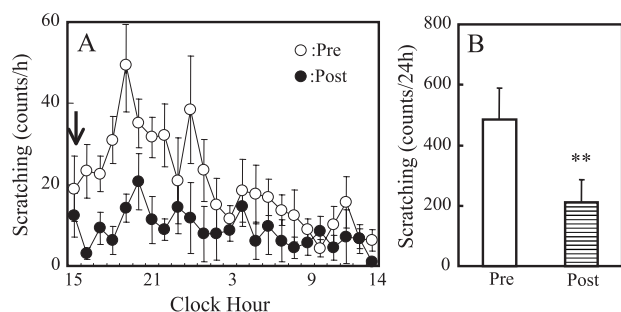 A
Scratching (counts/h)
60
40
20
0
○:Pre
●:Post
15 21 3 9 14
Clock Hour
B
Scratching (counts/24h)
800
600
400
200
0
**
Pre Post